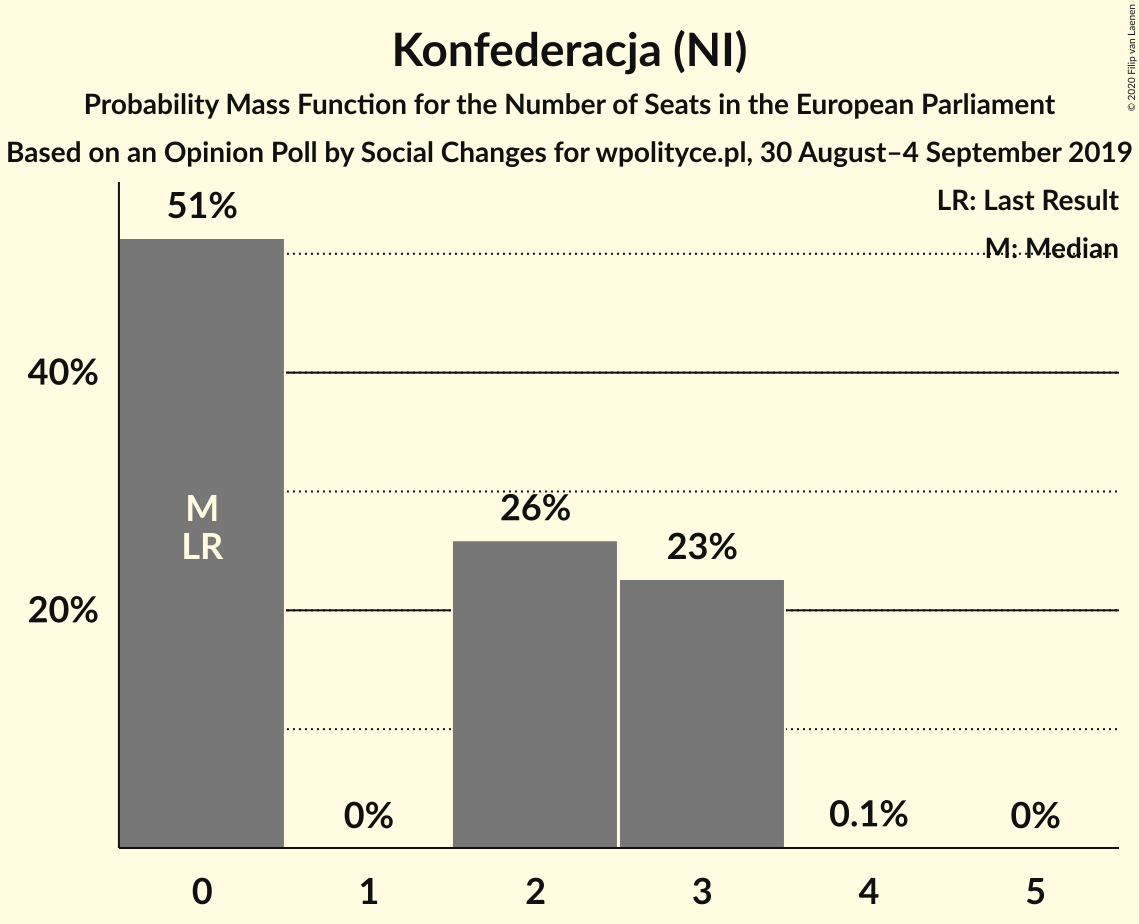 Konfederacja (NI)
Probability Mass Function for the Number of Seats in the European Parliament
Based on an Opinion Poll by Social Changes for wpolityce.pl, 30 August–4 September 2019
© 2020 Filip van Laenen
LR: Last Result
M: Median
51%
40%
20%
M
LR
0%
26%
23%
0.1%
0%
0
1
2
3
4
5